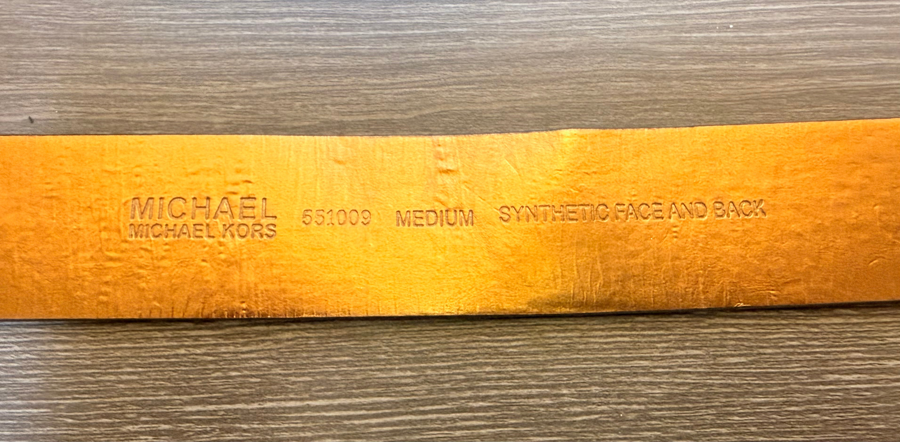 MICHAEL
MICHAEL KORS
551009 MEDIUM SYNTHETIC FACE AND BACK